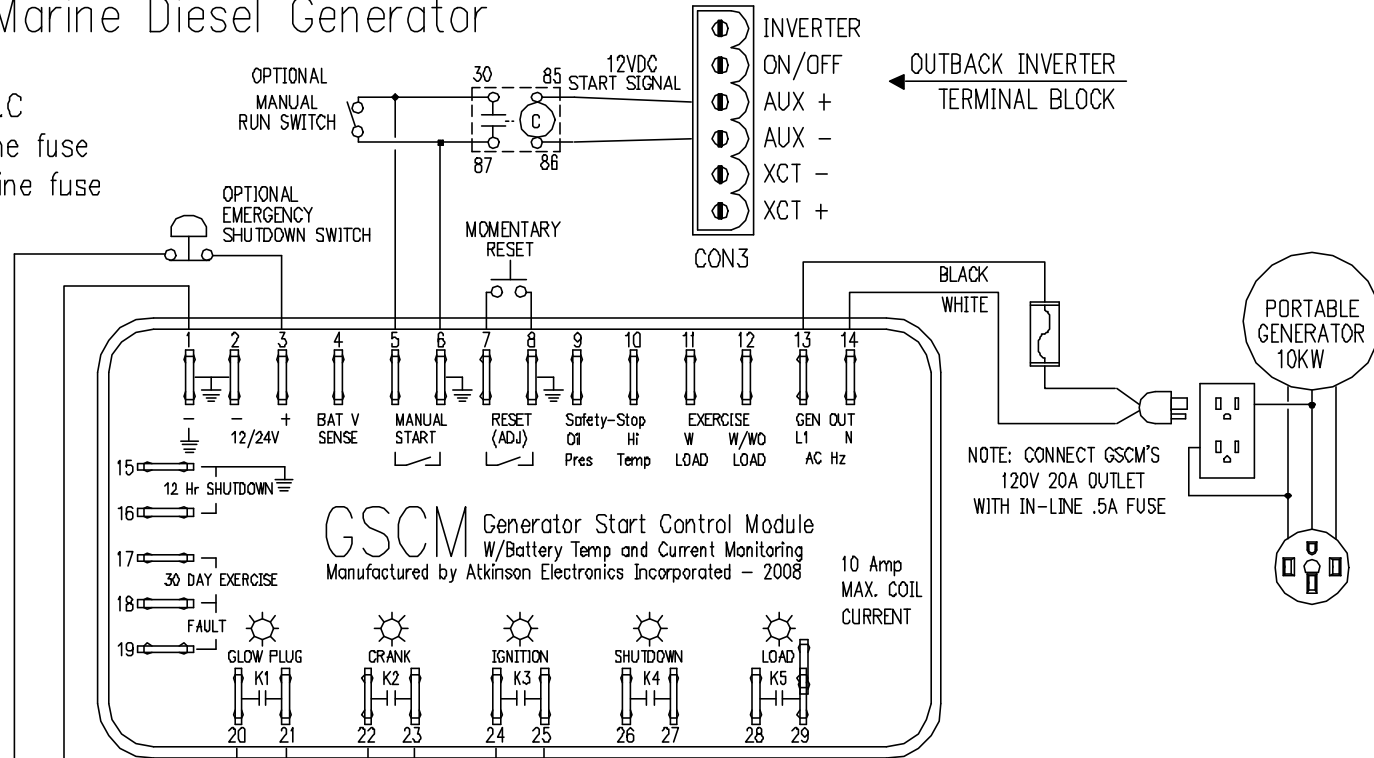 Marine Diesel Generator
.C
ne fuse
ine fuse
OPTIONAL
MANUAL
RUN SWITCH
30
85
87
86
C
12VDC
START SIGNAL
INVERTER
ON/OFF
AUX +
AUX -
XCT -
XCT +
CON3
OUTBACK INVERTER
TERMINAL BLOCK
OPTIONAL
EMERGENCY
SHUTDOWN SWITCH
MOMENTARY
RESET
BLACK
WHITE
PORTABLE
GENERATOR
10KW
NOTE: CONNECT GSCM'S
120V 20A OUTLET
WITH IN-LINE .5A FUSE
1 2 3 4 5 6 7 8 9 10 11 12 13 14
- - +
12/24V
BAT V
SENSE
MANUAL
START
RESET
(ADJ)
Safety-Stop
Ol Hi
Pres Temp
EXERCISE
W W/WO
LOAD LOAD
GEN OUT
L1 N
AC Hz
15
12 Hr SHUTDOWN
16
17
30 DAY EXERCISE
18
FAULT
19
GSCM Generator Start Control Module
W/Battery Temp and Current Monitoring
Manufactured by Atkinson Electronics Incorporated - 2008
10 Amp
MAX. COIL
CURRENT
GLOW PLUG
K1
CRANK
K2
IGNITION
K3
SHUTDOWN
K4
LOAD
K5
20 21 22 23 24 25 26 27 28 29